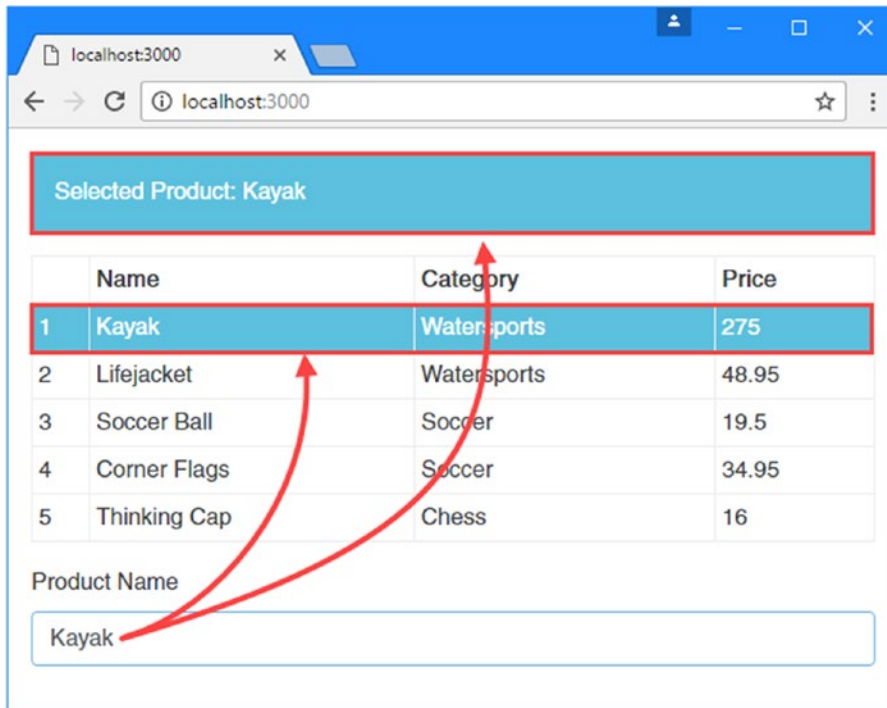 localhost:3000
localhost:3000
Selected Product: Kayak
Name Category Price
1 Kayak Watersports 275
2 Lifejacket Watersports 48.95
3 Soccer Ball Soccer 19.5
4 Corner Flags Soccer 34.95
5 Thinking Cap Chess 16
Product Name
Kayak